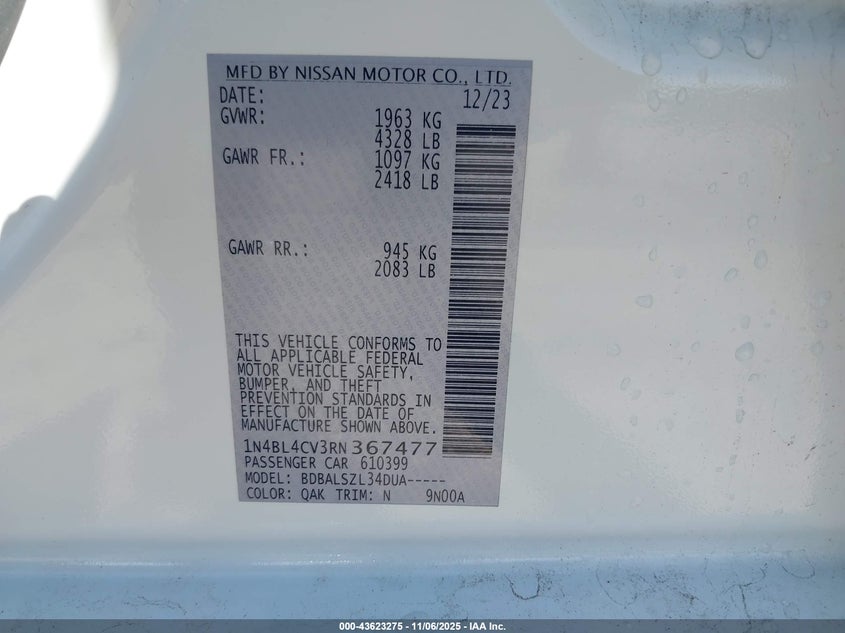 MFD BY NISSAN MOTOR CO., LTD.
DATE: 12/23
GVWR: 1963 KG
4328 LB
GAWR FR.: 1097 KG
2418 LB
GAWR RR.: 945 KG
2083 LB
THIS VEHICLE CONFORMS TO
ALL APPLICABLE FEDERAL
MOTOR VEHICLE SAFETY,
BUMPER, AND THEFT
PREVENTION STANDARDS IN
EFFECT ON THE DATE OF
MANUFACTURE SHOWN ABOVE.
1N4BL4CV3RN367477
PASSENGER CAR 610399
MODEL: BDBALSZL34DUA-----
COLOR: QAK TRIM: N 9N00A
000-43623275 - 11/06/2025 - IAA Inc.